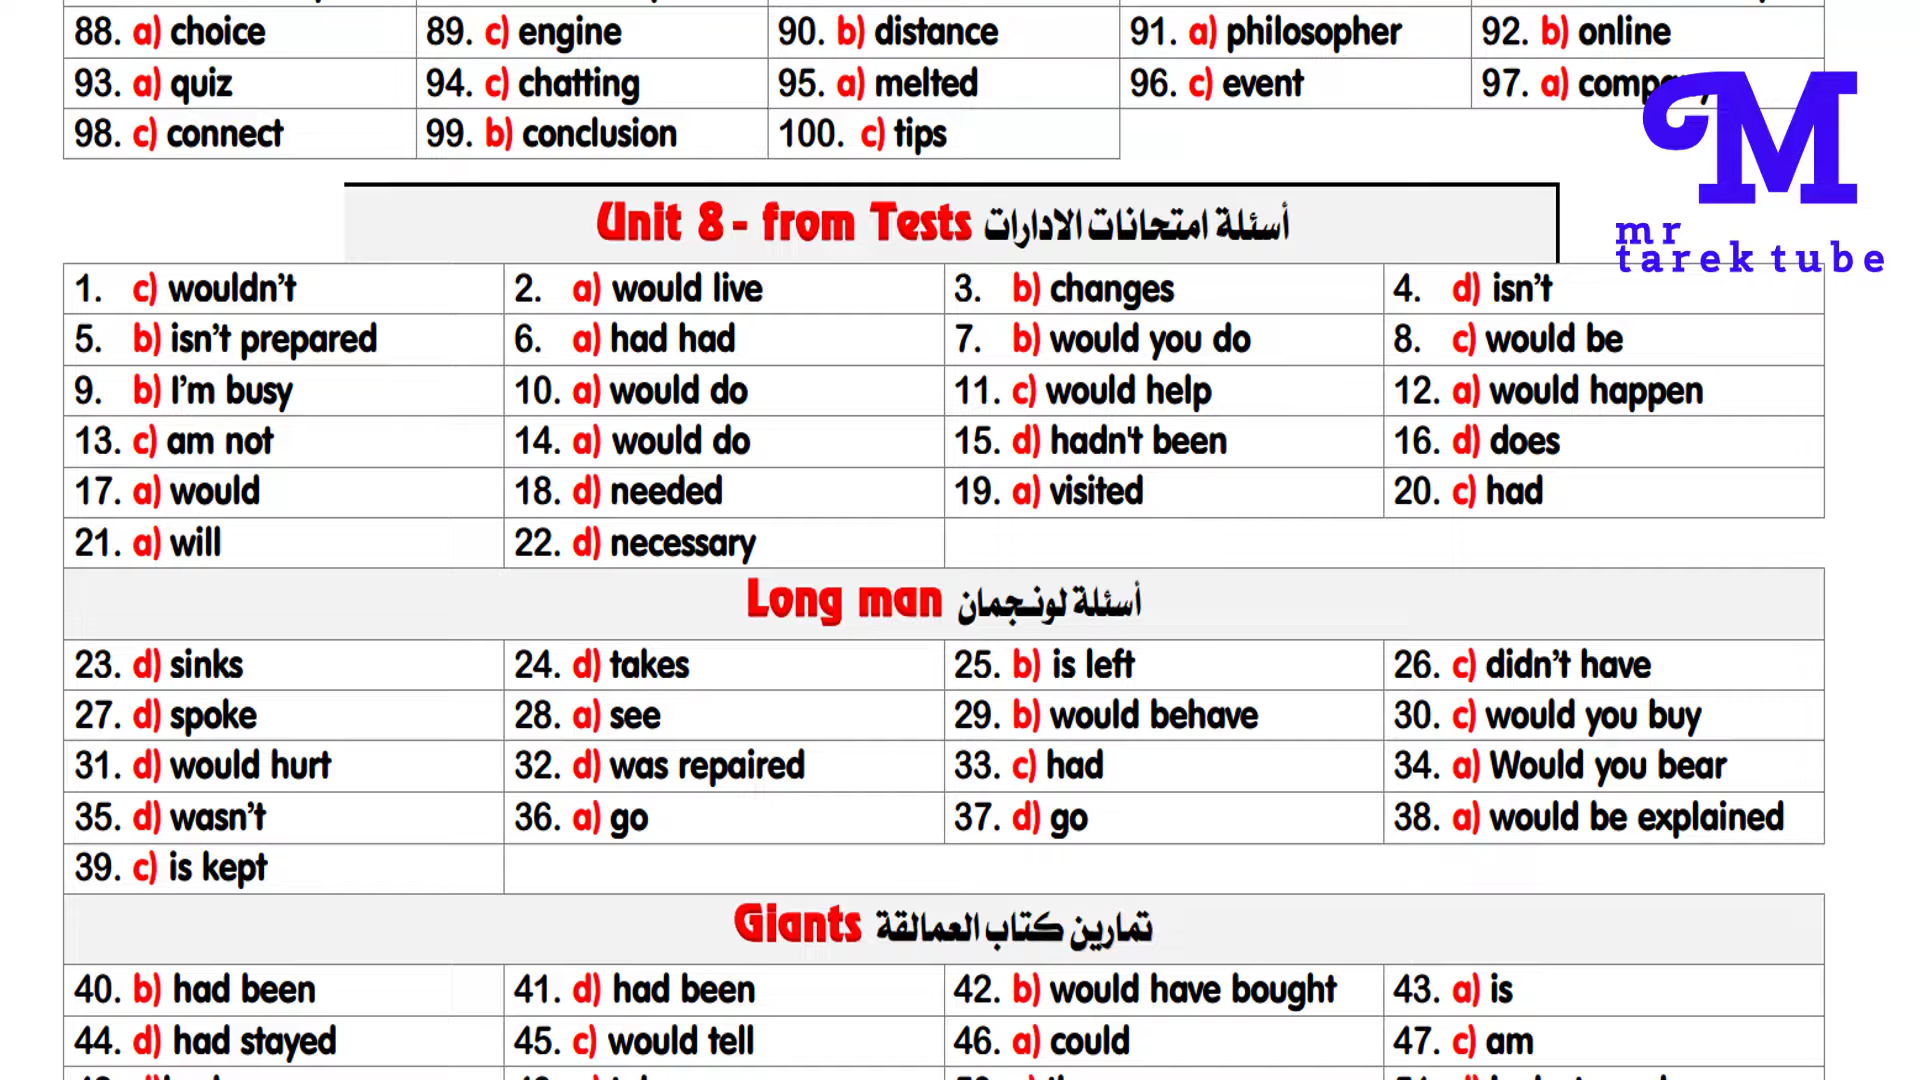 88. a) choice 89. c) engine 90. b) distance 91. a) philosopher 92. b) online
93. a) quiz 94. c) chatting 95. a) melted 96. c) event 97. a)
98. c) connect 99. b) conclusion 100. c) tips
M
mr
tarek tube
Unit 8 - from Tests أسئلة امتحانات الادارات
1. c) wouldn't 2. a) would live 3. b) changes 4. d) isn't
5. b) isn't prepared 6. a) had had 7. b) would you do 8. c) would be
9. b) I'm busy 10. a) would do 11. c) would help 12. a) would happen
13. c) am not 14. a) would do 15. d) hadn't been 16. d) does
17. a) would 18. d) needed 19. a) visited 20. c) had
21. a) will 22. d) necessary
Long man أسئلة لونجمان
23. d) sinks 24. d) takes 25. b) is left 26. c) didn't have
27. d) spoke 28. a) see 29. b) would behave 30. c) would you buy
31. d) would hurt 32. d) was repaired 33. c) had 34. a) Would you bear
35. d) wasn't 36. a) go 37. d) go 38. a) would be explained
39. c) is kept
Giants تمارين كتاب العمالقة
40. b) had been 41. d) had been 42. b) would have bought 43. a) is
44. d) had stayed 45. c) would tell 46. a) could 47. c) am